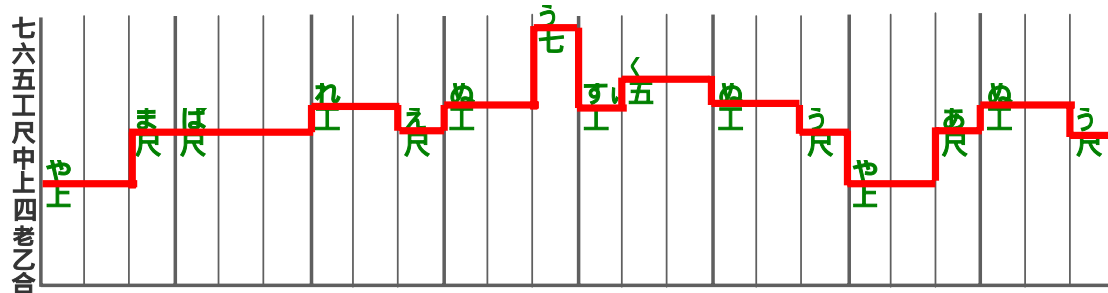 七
六
五
工
尺
中
上
四
老
乙
合
や
上
ま
尺
ば
尺
れ
工
え
尺
ぬ
工
う
七
すぃ
工
く
五
ぬ
工
う
尺
や
上
あ
尺
ぬ
工
う
尺